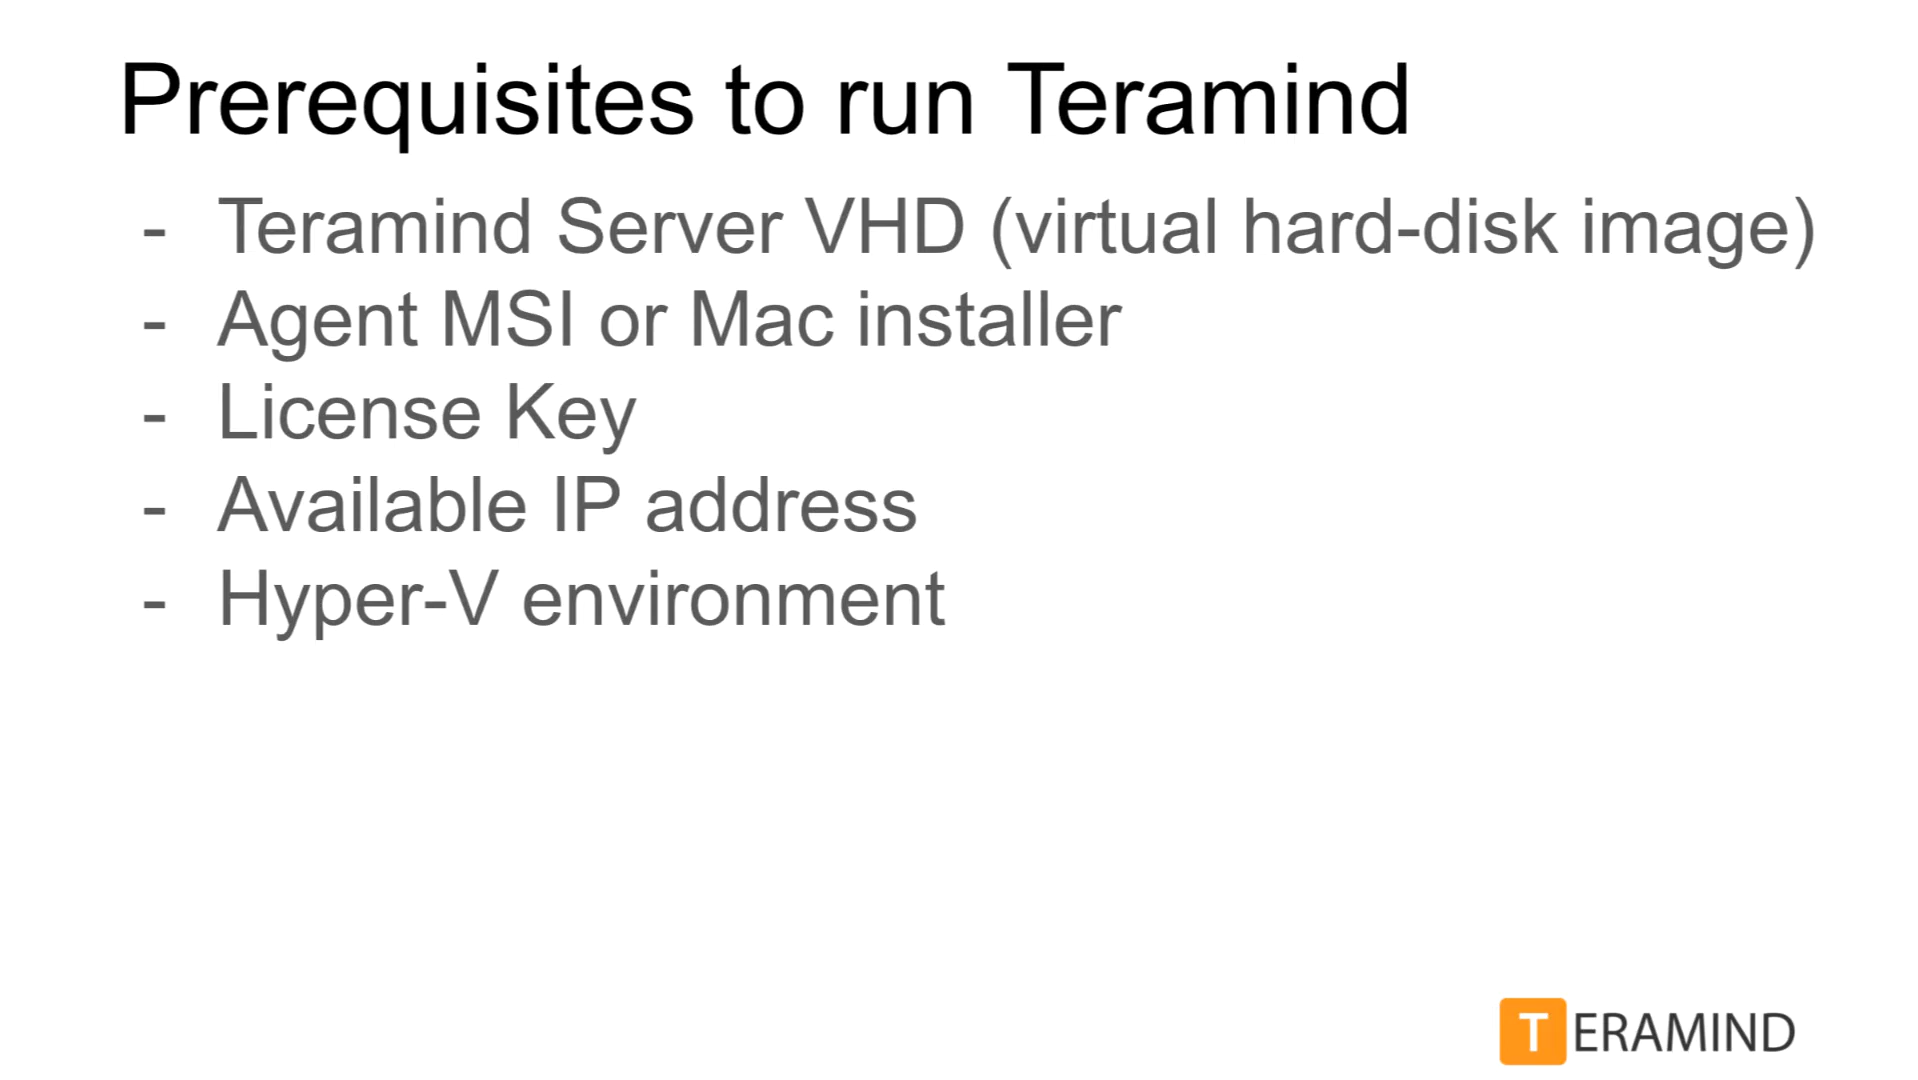 Prerequisites to run Teramind
- Teramind Server VHD (virtual hard-disk image)
- Agent MSI or Mac installer
- License Key
- Available IP address
- Hyper-V environment
TERAMIND